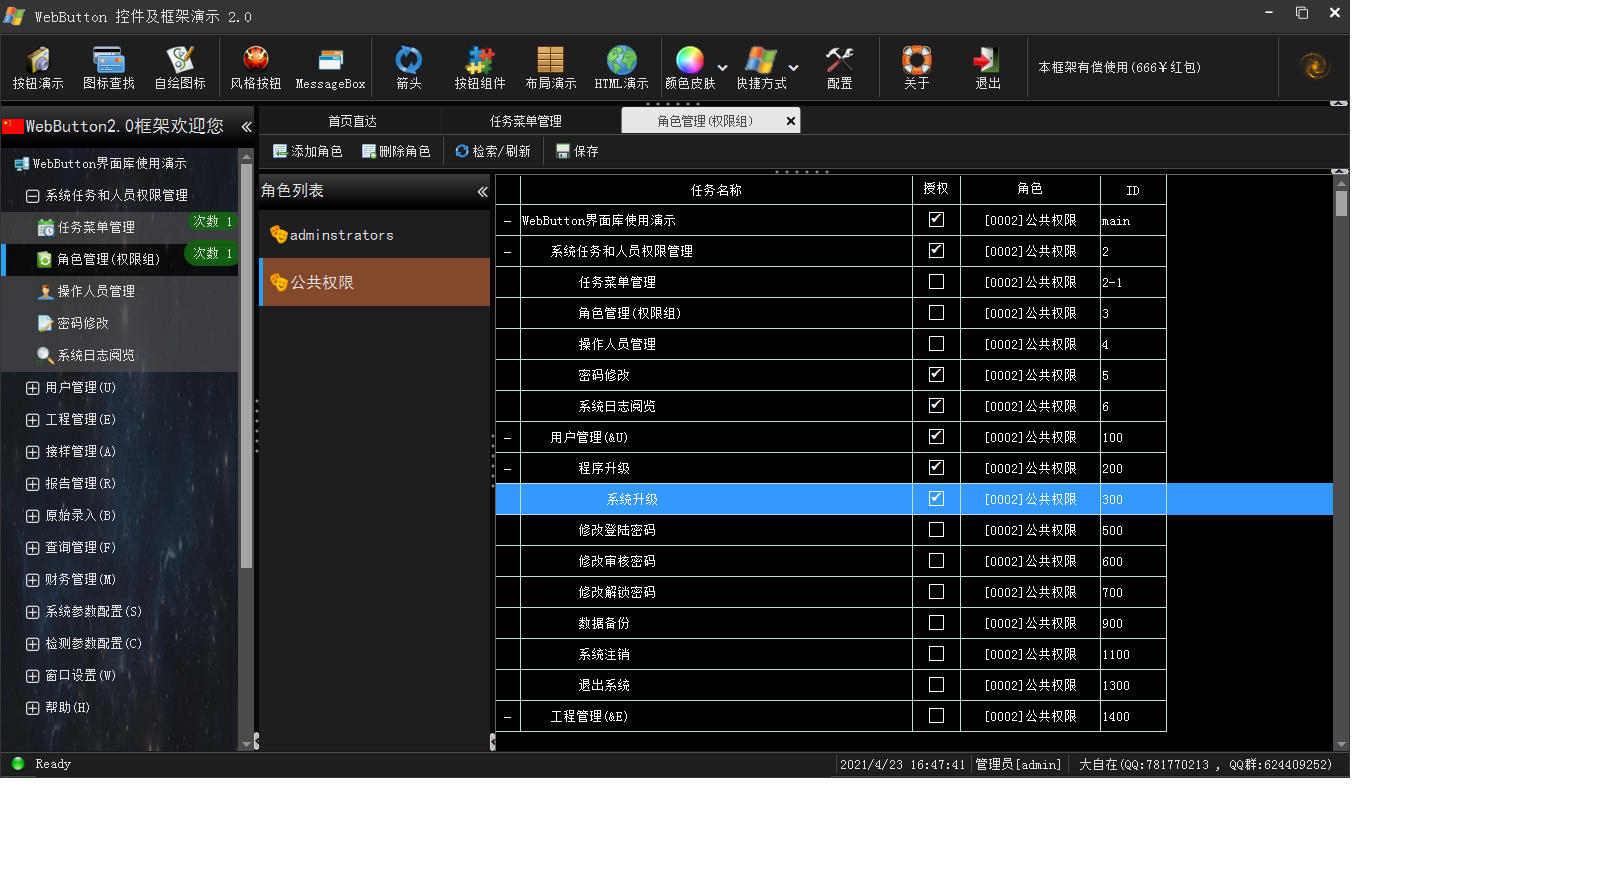 WebButton 控件及框架演示 2.0
按钮演示 图标查找 自绘图标 风格按钮 MessageBox 箭头 按钮组件 布局演示 HTML演示 颜色皮肤 快捷方式 配置 关于 退出 本框架有偿使用(666￥红包)
WebButton2.0框架欢迎您
首页直达 任务菜单管理 角色管理(权限组)
添加角色 删除角色 检索/刷新 保存
WebButton界面库使用演示
系统任务和人员权限管理
任务菜单管理 次数 1
角色管理(权限组) 次数 1
操作人员管理
密码修改
系统日志阅览
用户管理(U)
工程管理(E)
接样管理(A)
报告管理(R)
原始录入(B)
查询管理(F)
财务管理(M)
系统参数配置(S)
检测参数配置(C)
窗口设置(W)
帮助(H)
角色列表
adminstrators
公共权限
任务名称 授权 角色 ID
WebButton界面库使用演示 [0002]公共权限 main
系统任务和人员权限管理 [0002]公共权限 2
任务菜单管理 [0002]公共权限 2-1
角色管理(权限组) [0002]公共权限 3
操作人员管理 [0002]公共权限 4
密码修改 [0002]公共权限 5
系统日志阅览 [0002]公共权限 6
用户管理(&U) [0002]公共权限 100
程序升级 [0002]公共权限 200
系统升级 [0002]公共权限 300
修改登陆密码 [0002]公共权限 500
修改审核密码 [0002]公共权限 600
修改解锁密码 [0002]公共权限 700
数据备份 [0002]公共权限 900
系统注销 [0002]公共权限 1100
退出系统 [0002]公共权限 1300
工程管理(&E) [0002]公共权限 1400
Ready 2021/4/23 16:47:41 管理员[admin] 大自在(QQ:781770213 , QQ群:624409252)